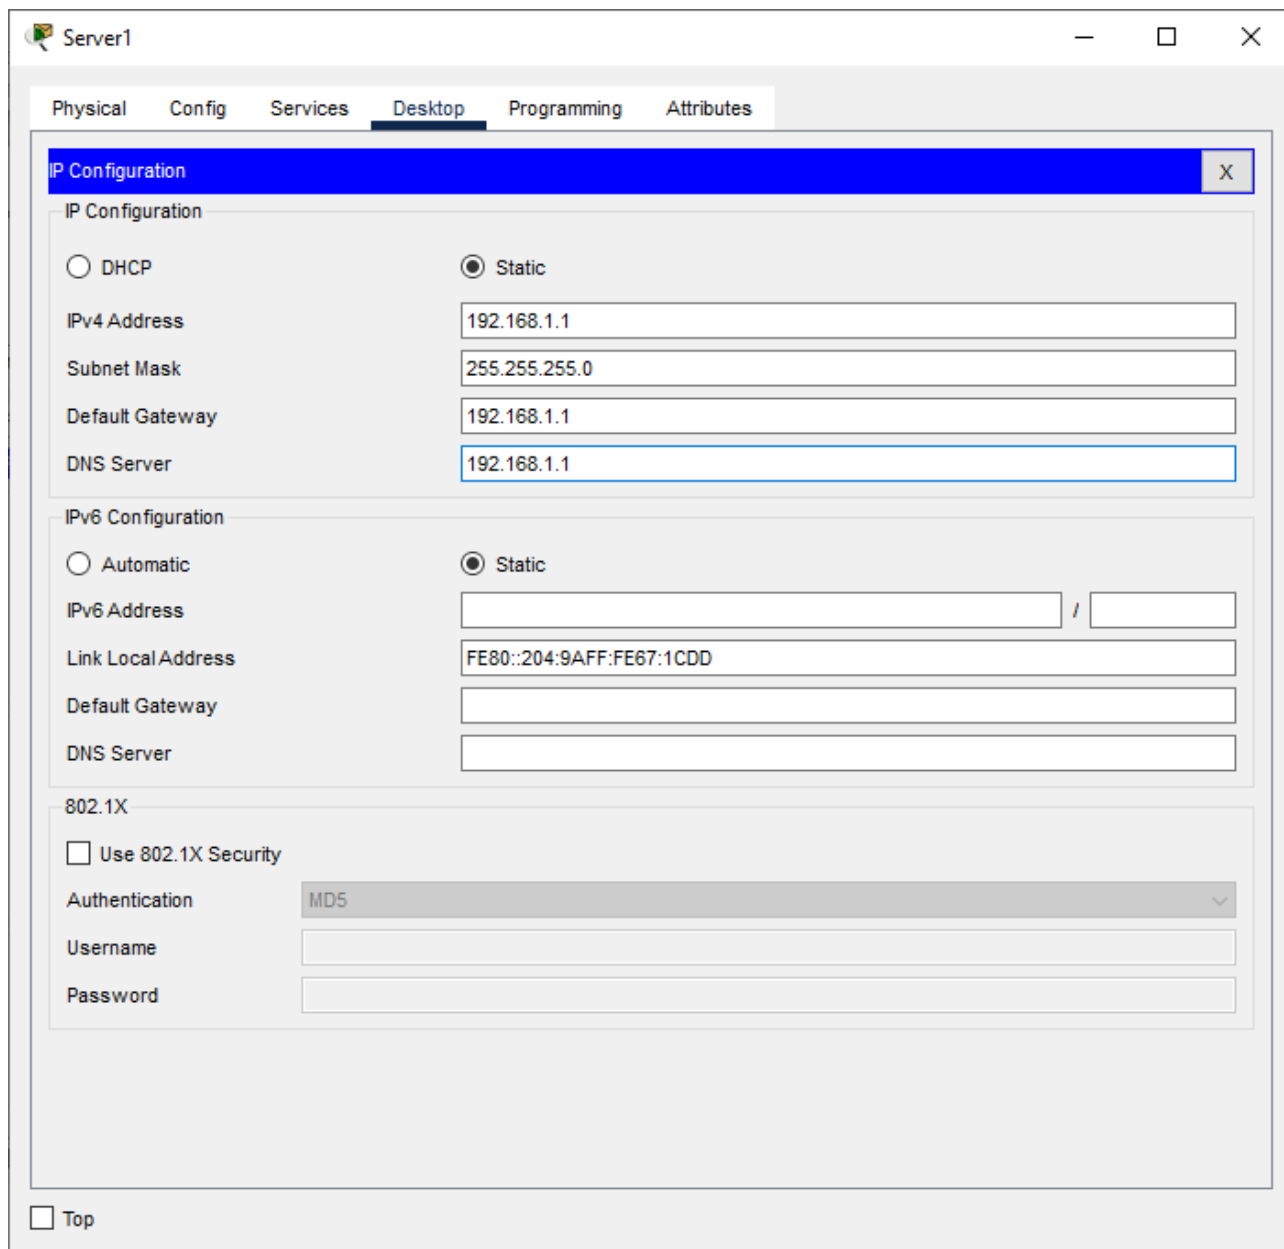 Server1
Physical Config Services Desktop Programming Attributes
IP Configuration X
IP Configuration
DHCP Static
IPv4 Address 192.168.1.1
Subnet Mask 255.255.255.0
Default Gateway 192.168.1.1
DNS Server 192.168.1.1
IPv6 Configuration
Automatic Static
IPv6 Address /
Link Local Address FE80::204:9AFF:FE67:1CDD
Default Gateway
DNS Server
802.1X
Use 802.1X Security
Authentication MD5
Username
Password
Top